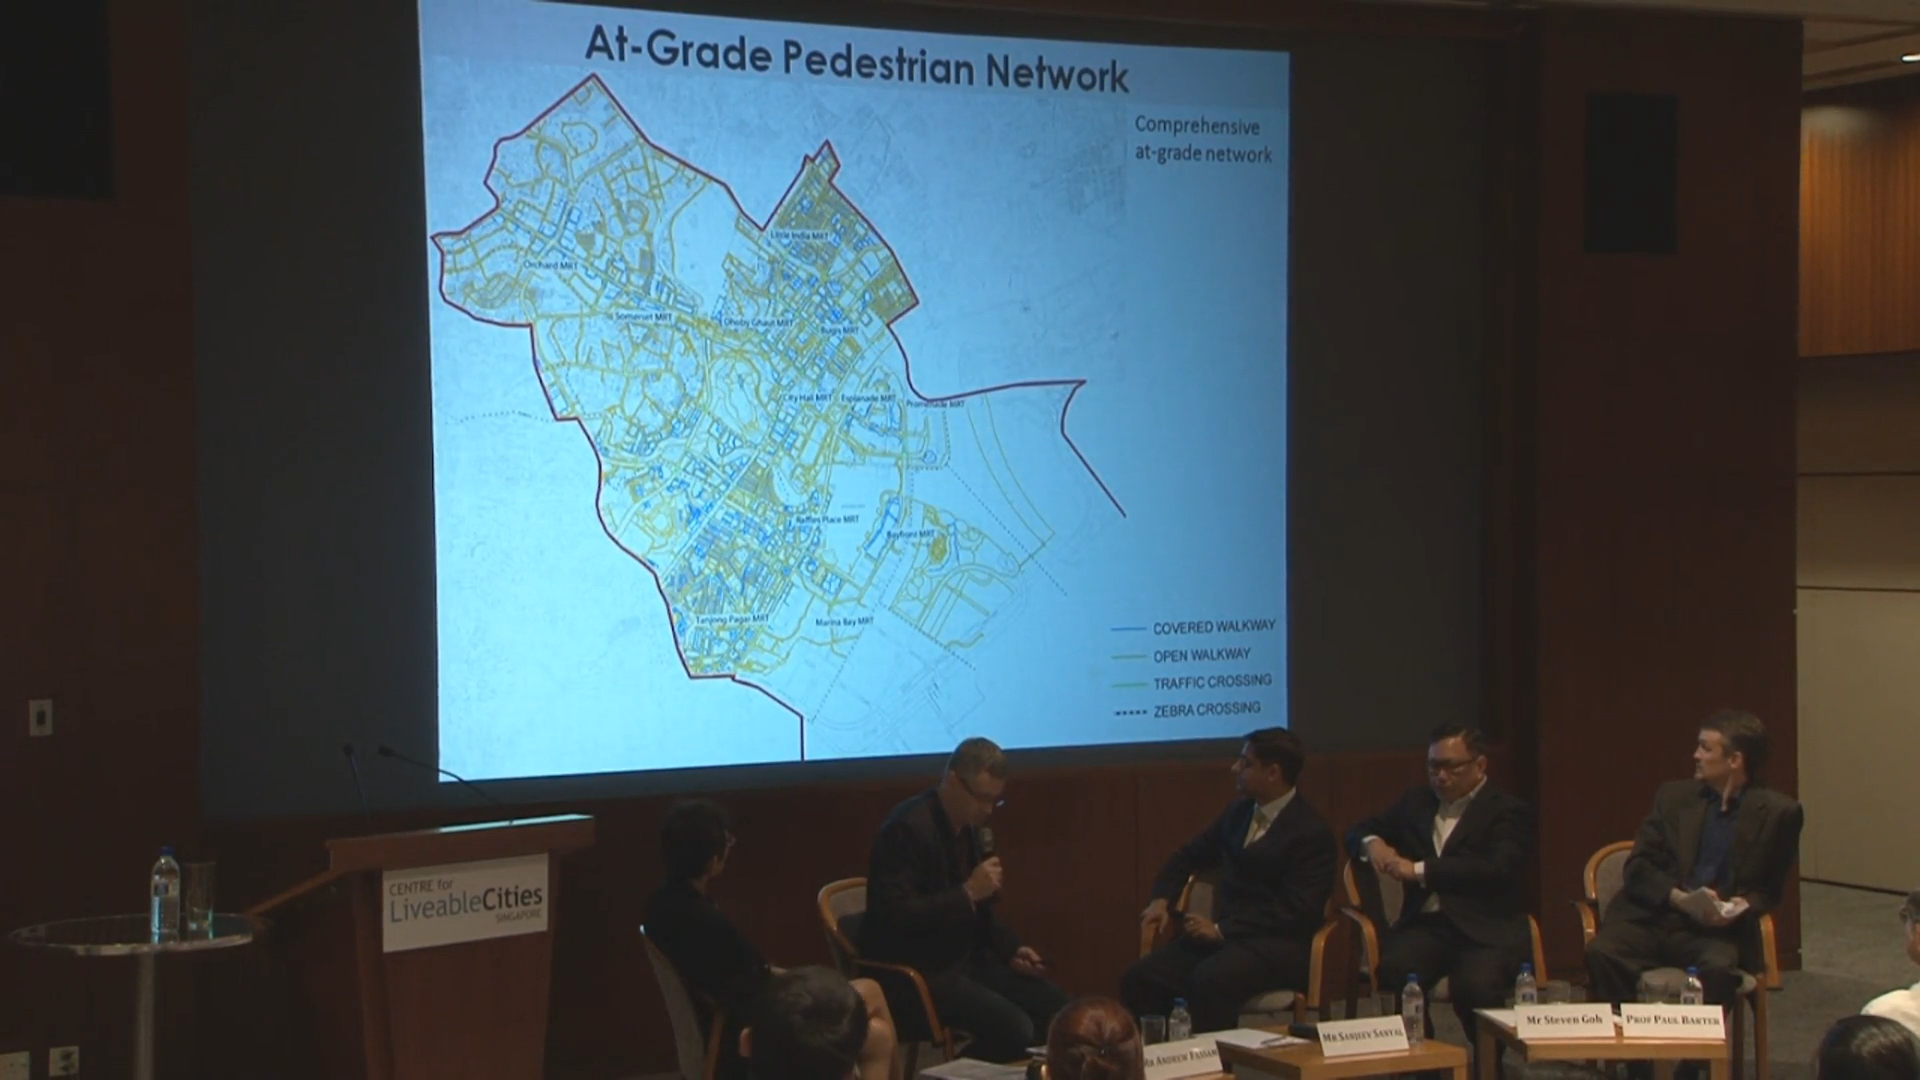 At-Grade Pedestrian Network
Comprehensive
at-grade network
Little India MRT
Orchard MRT
Somerset MRT
Dhoby Ghaut MRT
Bugis MRT
City Hall MRT
Esplanade MRT
Promenade MRT
Raffles Place MRT
Bayfront MRT
Tanjong Pagar MRT
Marina Bay MRT
COVERED WALKWAY
OPEN WALKWAY
TRAFFIC CROSSING
ZEBRA CROSSING
CENTRE for
LiveableCities
SINGAPORE
MR ANDREW FASSAM
MR SANJEEV SANYAL
Mr Steven Goh
PROF PAUL BARTER